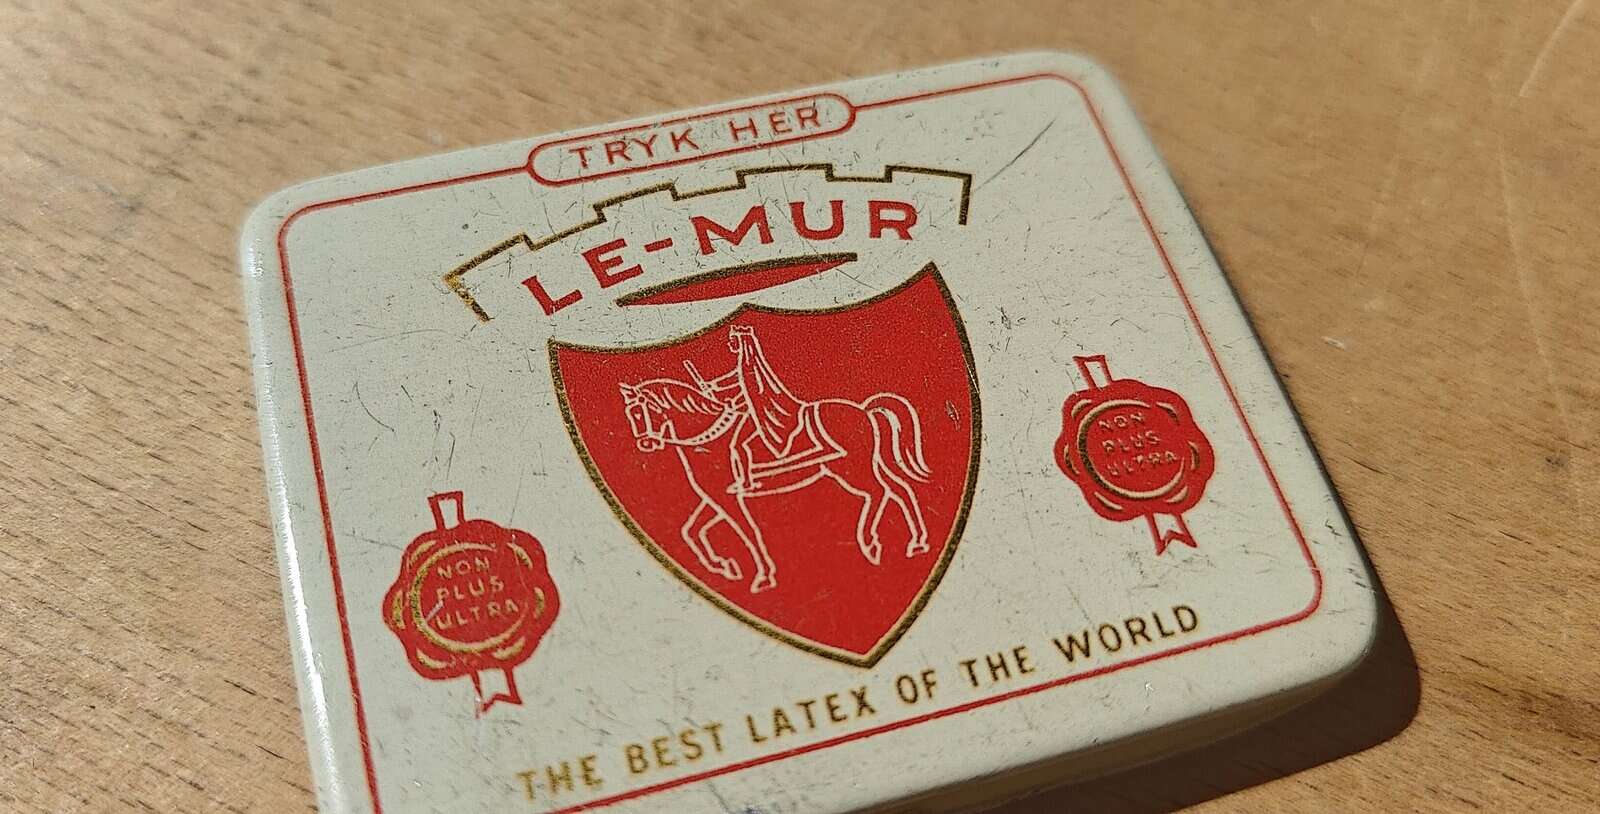 TRYK HER
LE-MUR
NON
PLUS
ULTRA
NON
PLUS
ULTRA
THE BEST LATEX OF THE WORLD